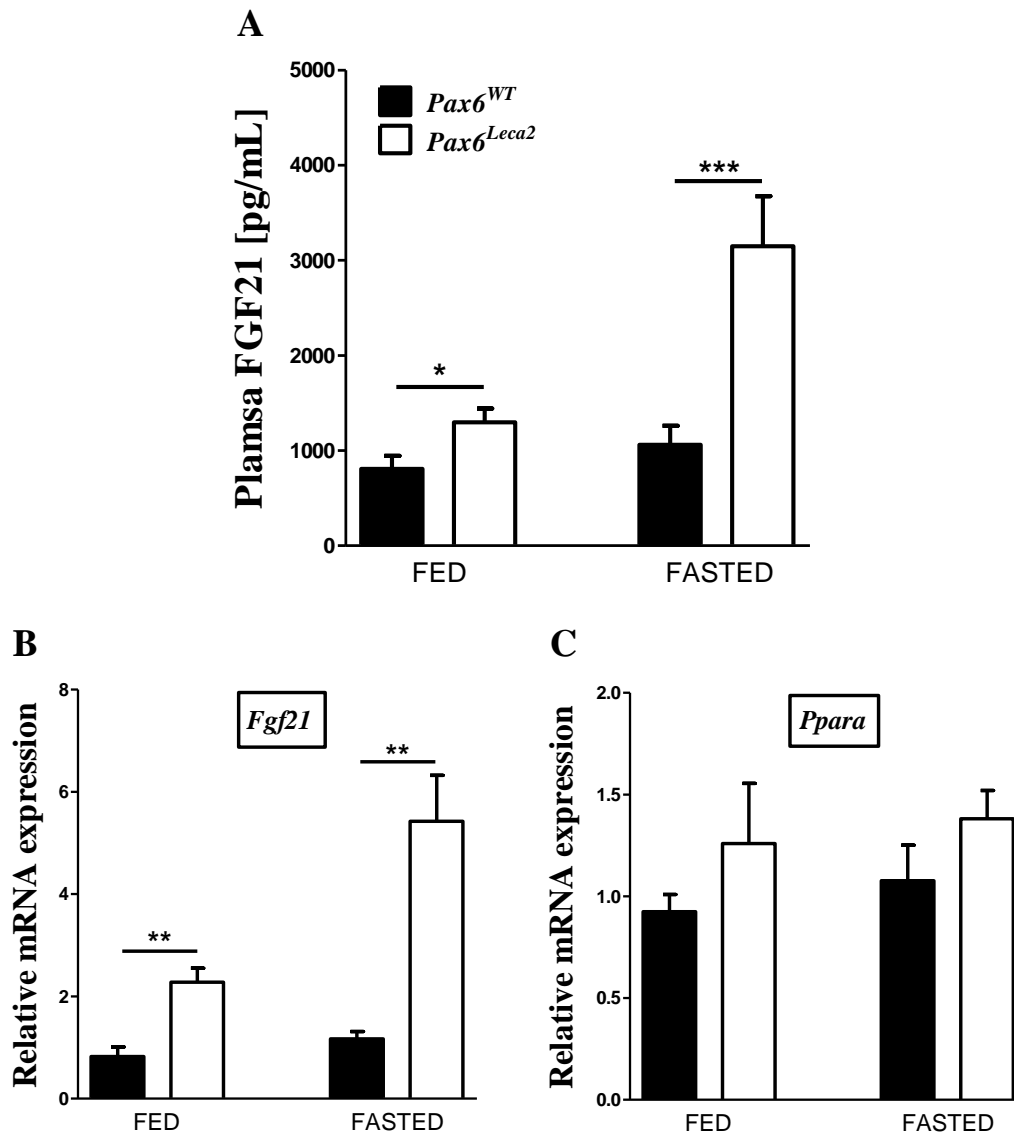 A
Plamsa FGF21 [pg/mL]
5000
4000
3000
2000
1000
0
Pax6^WT
Pax6^Leca2
*
***
FED FASTED
B
Relative mRNA expression
8
6
4
2
0
Fgf21
**
**
FED FASTED
C
Relative mRNA expression
2.0
1.5
1.0
0.5
0.0
Ppara
FED FASTED